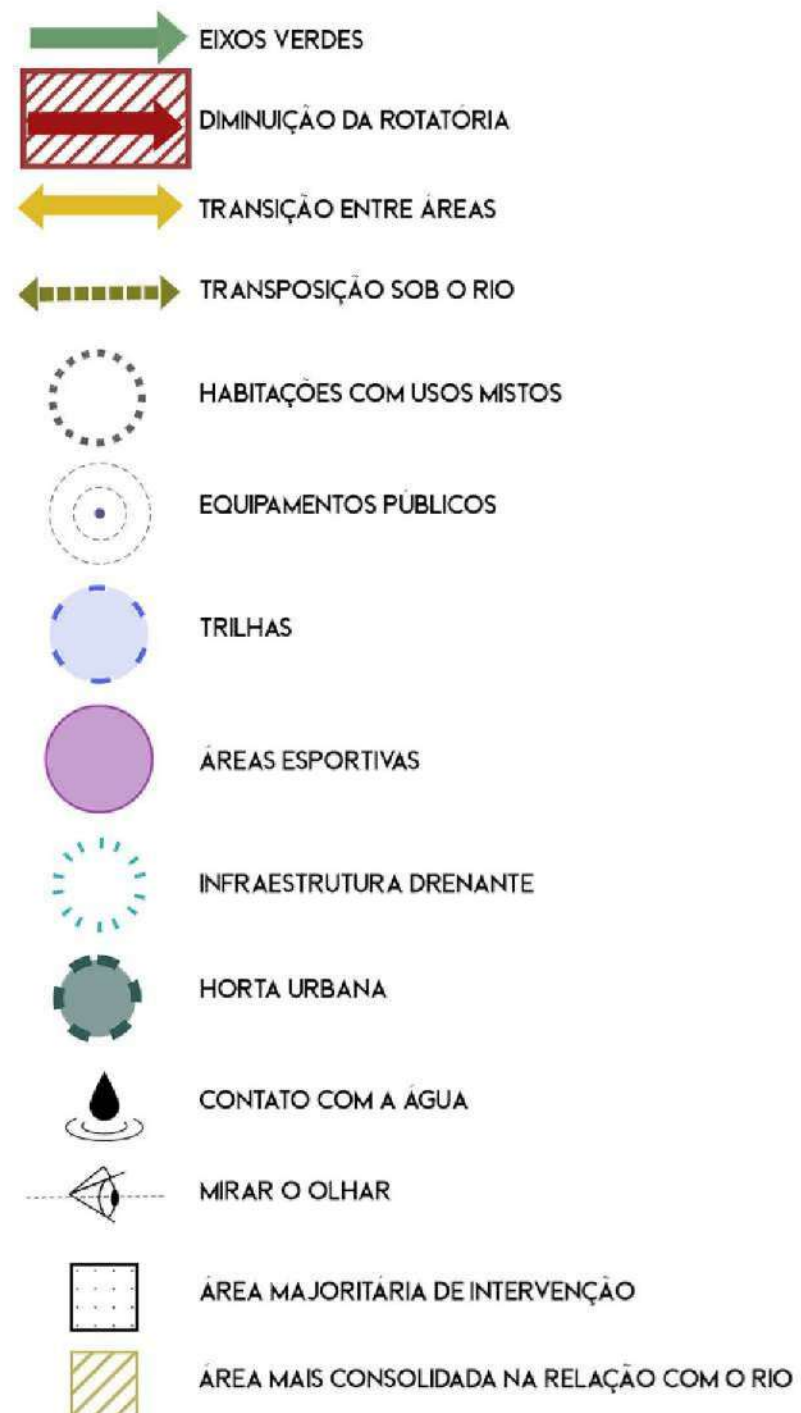 EIXOS VERDES
DIMINUIÇÃO DA ROTATÓRIA
TRANSIÇÃO ENTRE ÁREAS
TRANSPOSIÇÃO SOB O RIO
HABITAÇÕES COM USOS MISTOS
EQUIPAMENTOS PÚBLICOS
TRILHAS
ÁREAS ESPORTIVAS
INFRAESTRUTURA DRENANTE
HORTA URBANA
CONTATO COM A ÁGUA
MIRAR O OLHAR
ÁREA MAJORITÁRIA DE INTERVENÇÃO
ÁREA MAIS CONSOLIDADA NA RELAÇÃO COM O RIO